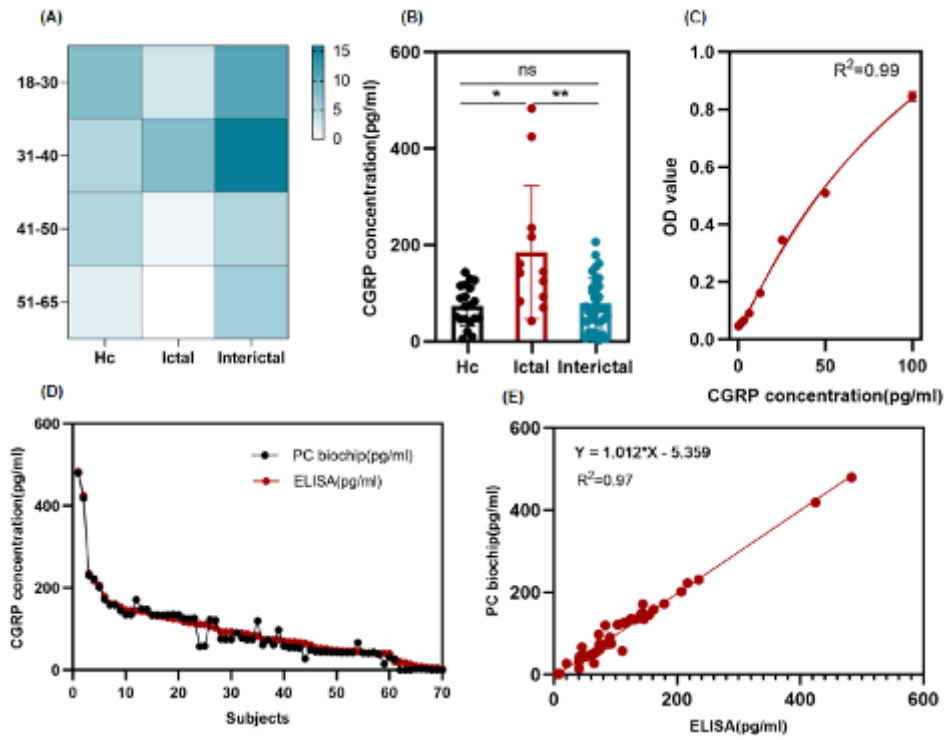 (A)
18-30
31-40
41-50
51-65
Hc Ictal Interictal
15
10
5
0
(B)
CGRP concentration(pg/ml)
600
400
200
0
ns
* **
Hc Ictal Interictal
(C)
R²=0.99
OD value
1.0
0.8
0.6
0.4
0.2
0.0
0 50 100
CGRP concentration(pg/ml)
(D)
CGRP concentration(pg/ml)
600
400
200
0
PC biochip(pg/ml)
ELISA(pg/ml)
0 10 20 30 40 50 60 70
Subjects
(E)
PC biochip(pg/ml)
600
400
200
0
Y = 1.012*X - 5.359
R²=0.97
0 200 400 600
ELISA(pg/ml)